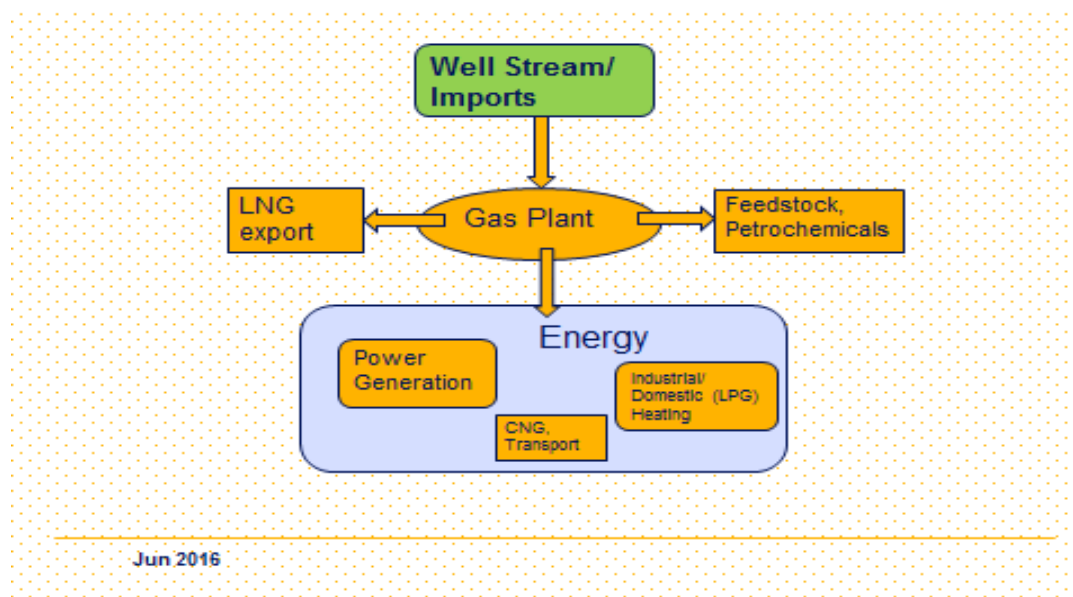 Well Stream/
Imports
LNG
export
Gas Plant
Feedstock,
Petrochemicals
Energy
Power
Generation
Industrial/
Domestic (LPG)
Heating
CNG,
Transport
Jun 2016